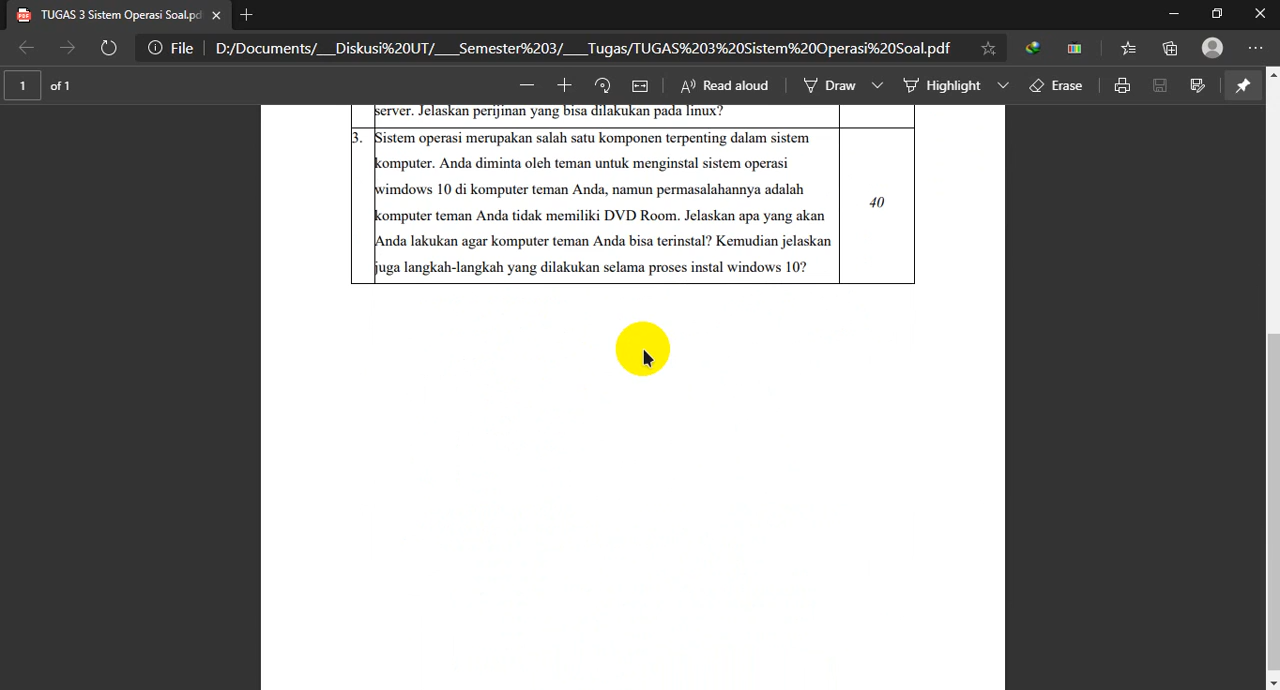 TUGAS 3 Sistem Operasi Soal.pd
File
D:/Documents/___Diskusi%20UT/____Semester%203/____Tugas/TUGAS%203%20Sistem%20Operasi%20Soal.pdf
1 of 1
Read aloud
Draw
Highlight
Erase
server. Jelaskan perijinan yang bisa dilakukan pada linux?
3. Sistem operasi merupakan salah satu komponen terpenting dalam sistem
komputer. Anda diminta oleh teman untuk menginstal sistem operasi
wimdows 10 di komputer teman Anda, namun permasalahannya adalah
komputer teman Anda tidak memiliki DVD Room. Jelaskan apa yang akan
Anda lakukan agar komputer teman Anda bisa terinstal? Kemudian jelaskan
juga langkah-langkah yang dilakukan selama proses instal windows 10?
40